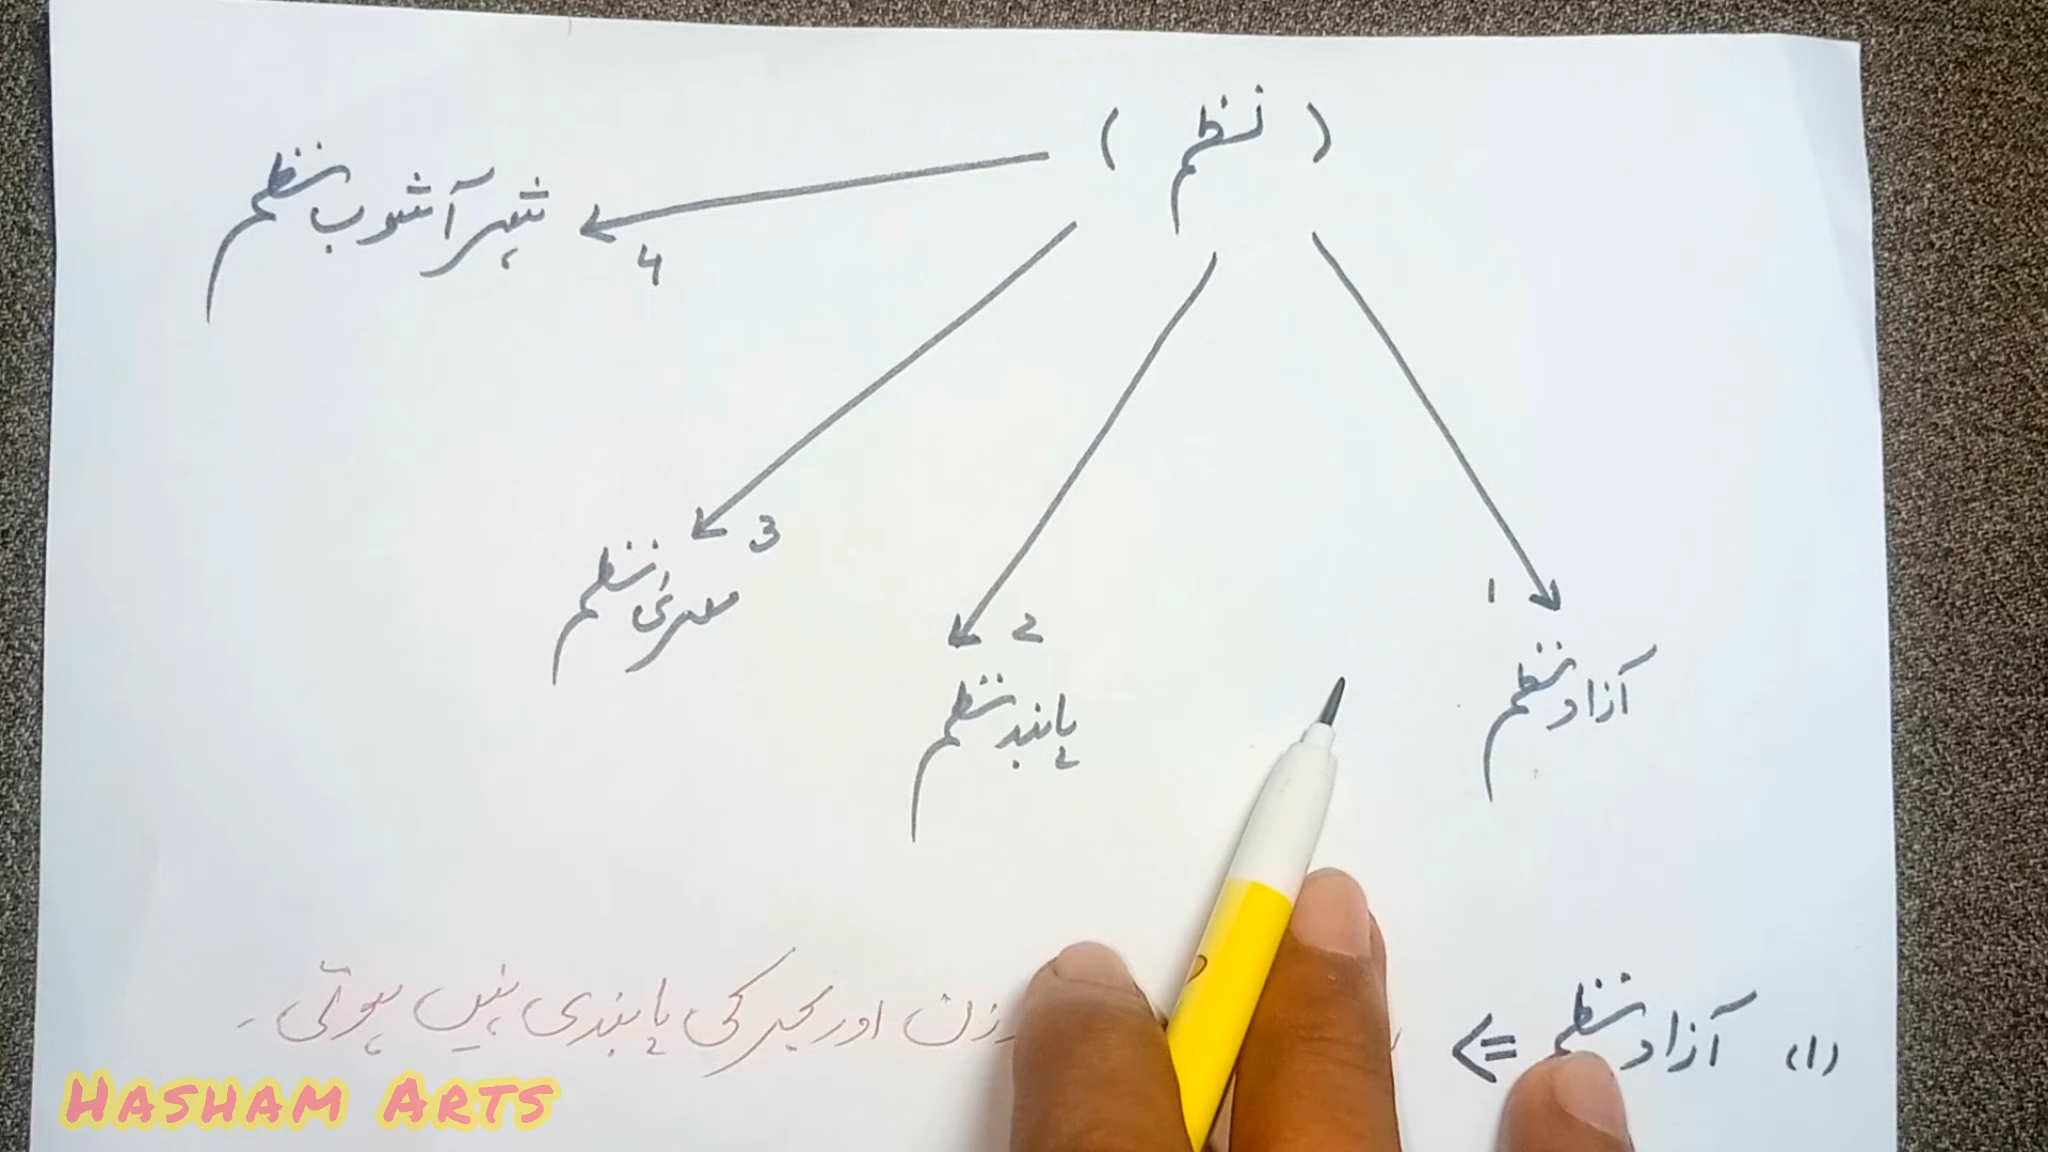 ( نظم )
شہر آشوب نظم
4
3
معریٰ نظم
2
پابند نظم
1
آزاد نظم
(1) آزاد نظم <= وزن اور بحر کی پابندی نہیں ہوتی۔
HASHAM ARTS